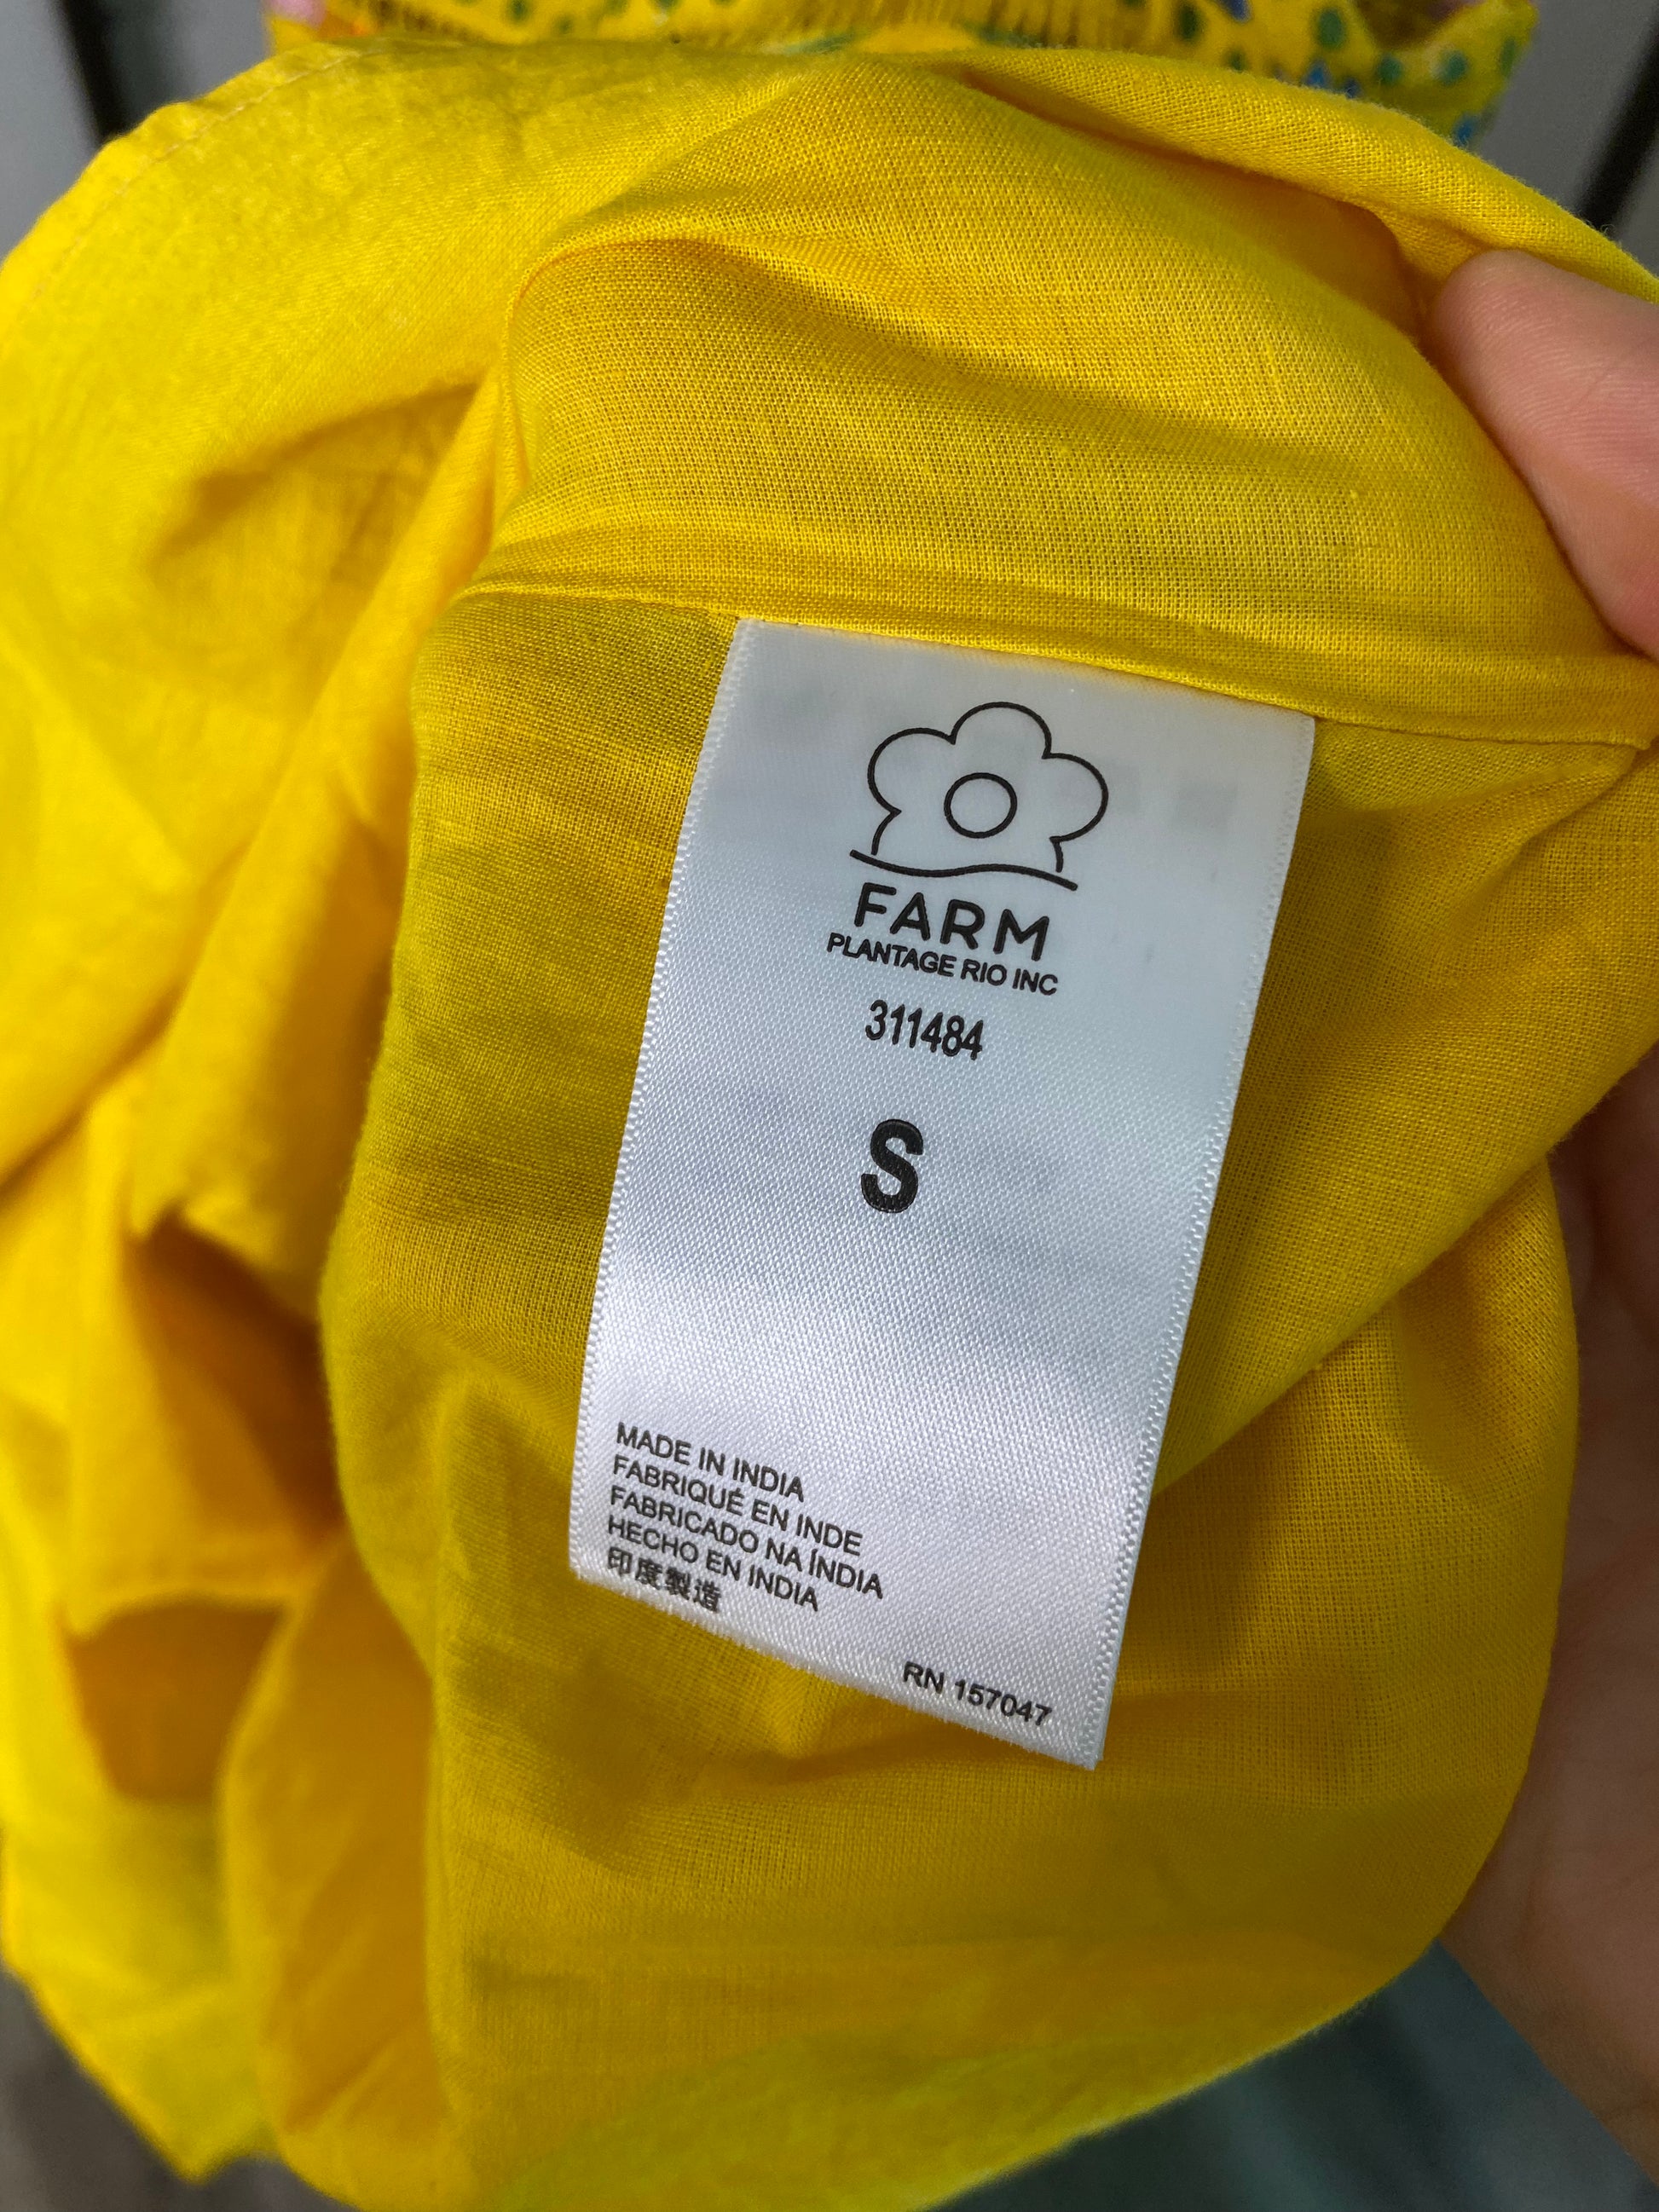 FARM
PLANTAGE RIO INC
311484
S
MADE IN INDIA
FABRIQUÉ EN INDE
FABRICADO NA ÍNDIA
HECHO EN INDIA
印度製造
RN 157047